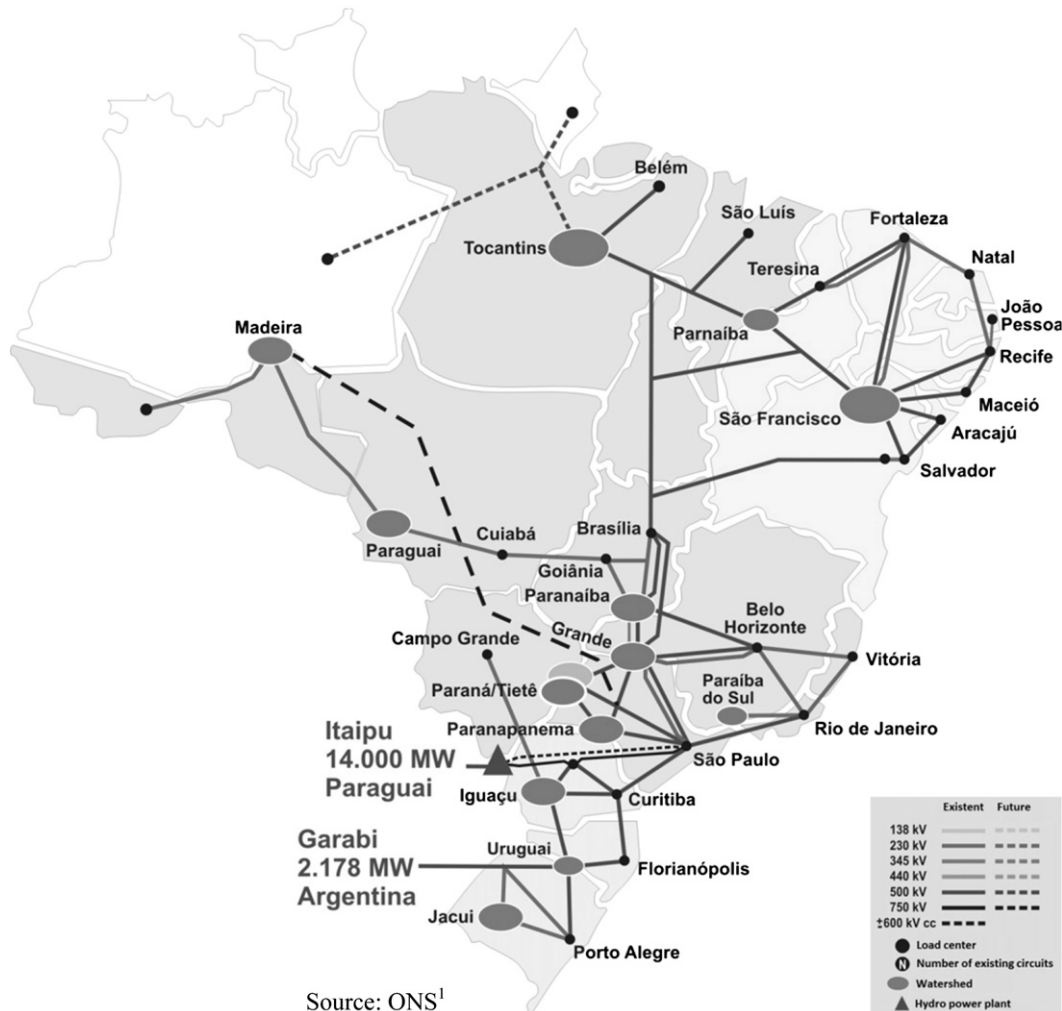 Belém
São Luís
Fortaleza
Tocantins
Teresina
Natal
João
Pessoa
Parnaíba
Madeira
Recife
Maceió
São Francisco
Aracajú
Salvador
Brasília
Cuiabá
Paraguai
Goiânia
Paranaíba
Belo
Horizonte
Grande
Campo Grande
Vitória
Paraíba
do Sul
Paraná/Tietê
Itaipu
14.000 MW
Paraguai
Paranapanema
Rio de Janeiro
São Paulo
Iguaçu
Curitiba
Garabi
2.178 MW
Argentina
Uruguai
Florianópolis
Jacui
Porto Alegre
Existent Future
138 kV
230 kV
345 kV
440 kV
500 kV
750 kV
±600 kV cc
Load center
N Number of existing circuits
Watershed
Hydro power plant
Source: ONS1